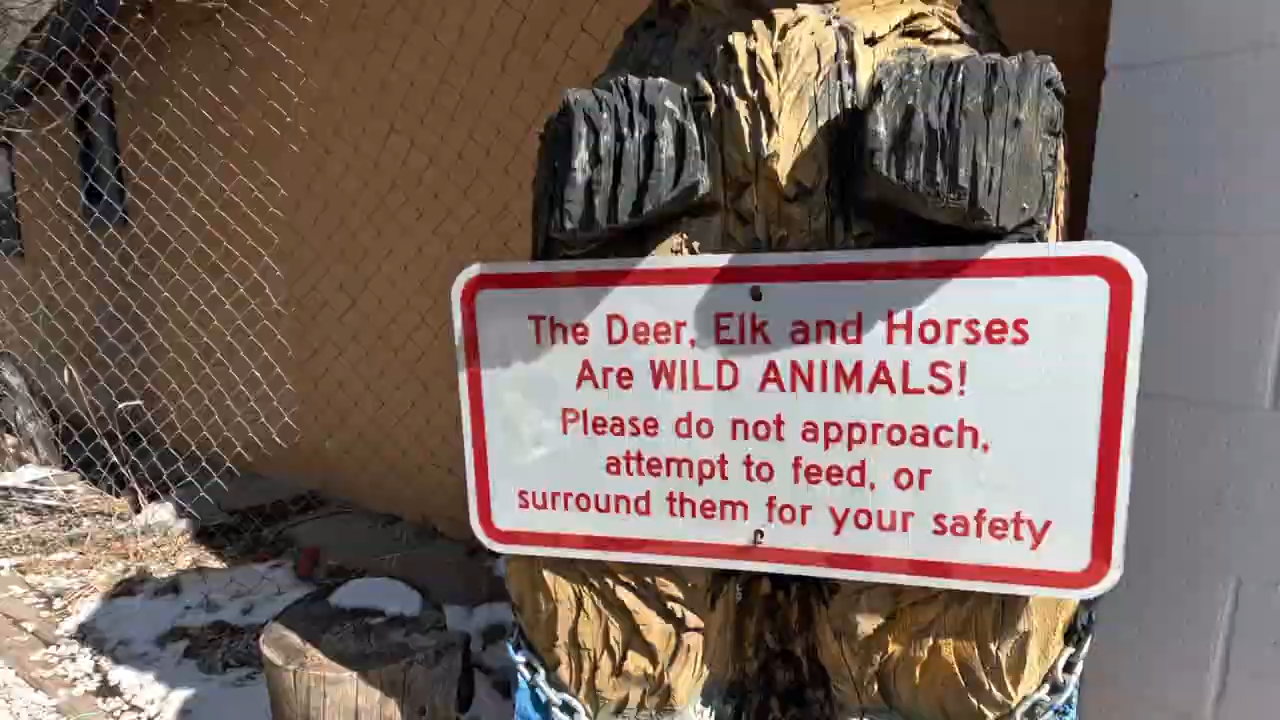 The Deer, Elk and Horses
Are WILD ANIMALS!
Please do not approach,
attempt to feed, or
surround them for your safety